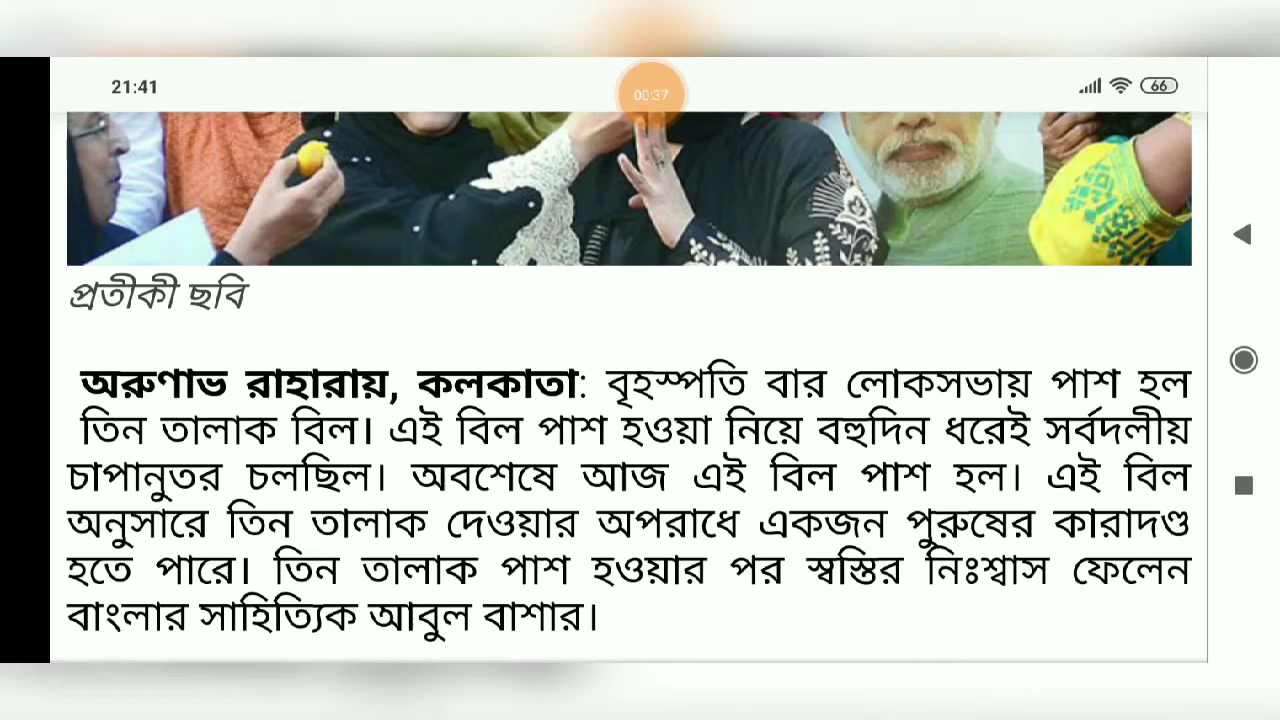 21:41
00:37
66
প্রতীকী ছবি
অরুণাভ রাহারায়, কলকাতা: বৃহস্পতি বার লোকসভায় পাশ হল
তিন তালাক বিল। এই বিল পাশ হওয়া নিয়ে বহুদিন ধরেই সর্বদলীয়
চাপানুতর চলছিল। অবশেষে আজ এই বিল পাশ হল। এই বিল
অনুসারে তিন তালাক দেওয়ার অপরাধে একজন পুরুষের কারাদণ্ড
হতে পারে। তিন তালাক পাশ হওয়ার পর স্বস্তির নিঃশ্বাস ফেলেন
বাংলার সাহিত্যিক আবুল বাশার।